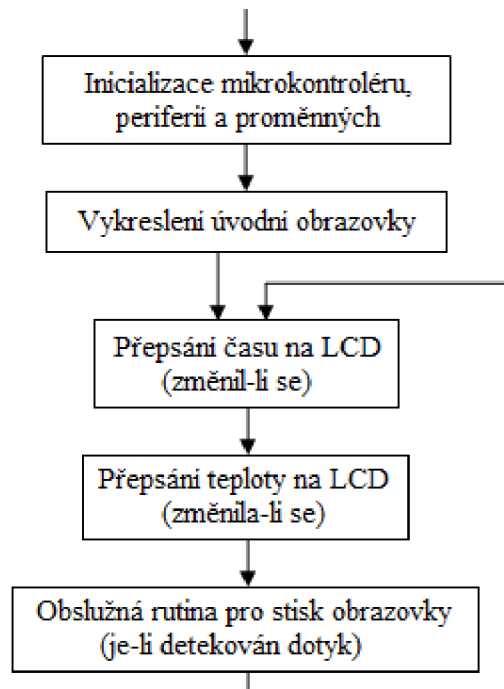 Inicializace mikrokontroléru,
periferii a proměnných
Vykreslení úvodní obrazovky
Přepsání času na LCD
(změnil-li se)
Přepsání teploty na LCD
(změnila-li se)
Obslužná rutina pro stisk obrazovky
(je-li detekován dotyk)